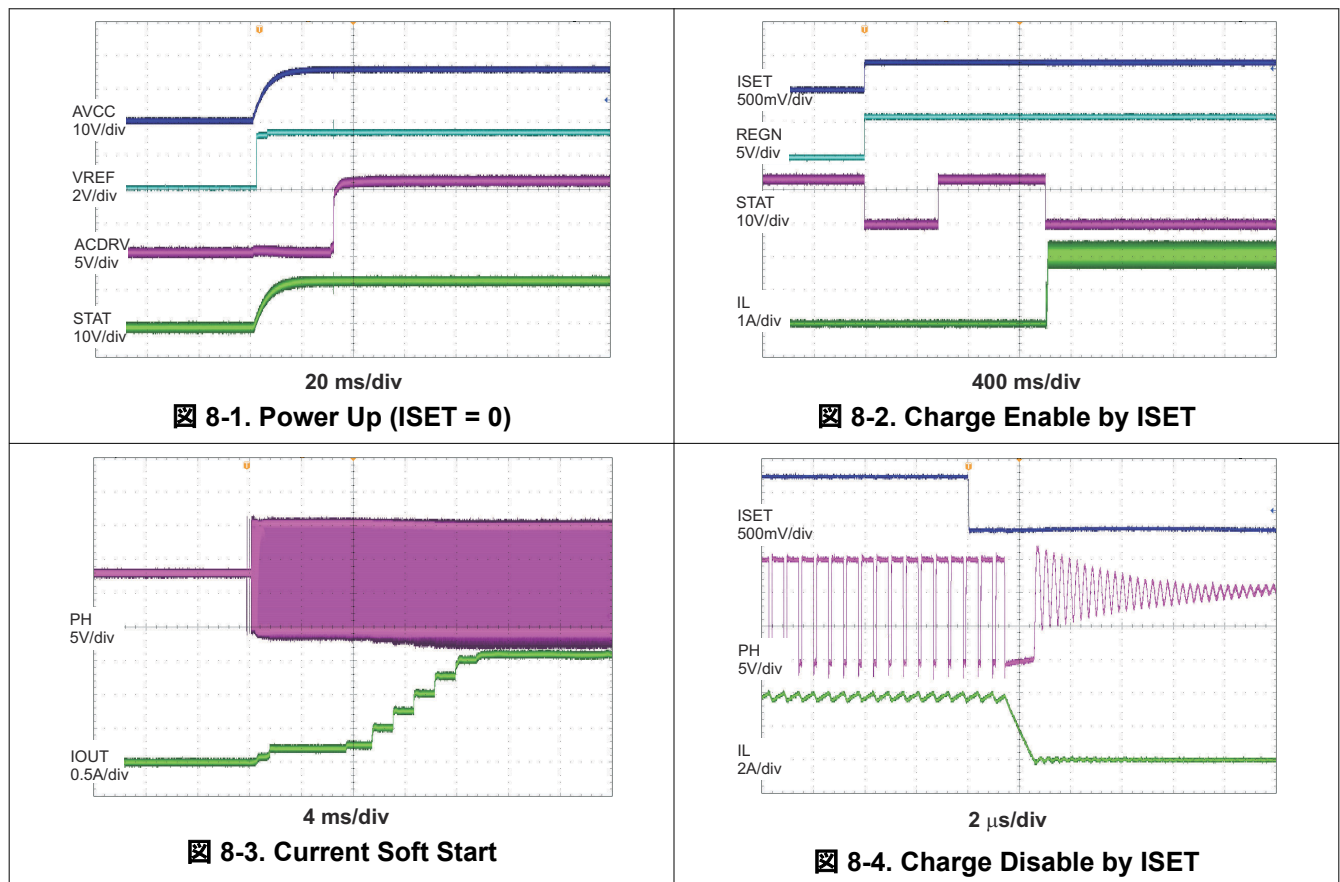 AVCC
10V/div
VREF
2V/div
ACDRV
5V/div
STAT
10V/div
20 ms/div
図 8-1. Power Up (ISET = 0)
ISET
500mV/div
REGN
5V/div
STAT
10V/div
IL
1A/div
400 ms/div
図 8-2. Charge Enable by ISET
PH
5V/div
IOUT
0.5A/div
4 ms/div
図 8-3. Current Soft Start
ISET
500mV/div
PH
5V/div
IL
2A/div
2 μs/div
図 8-4. Charge Disable by ISET